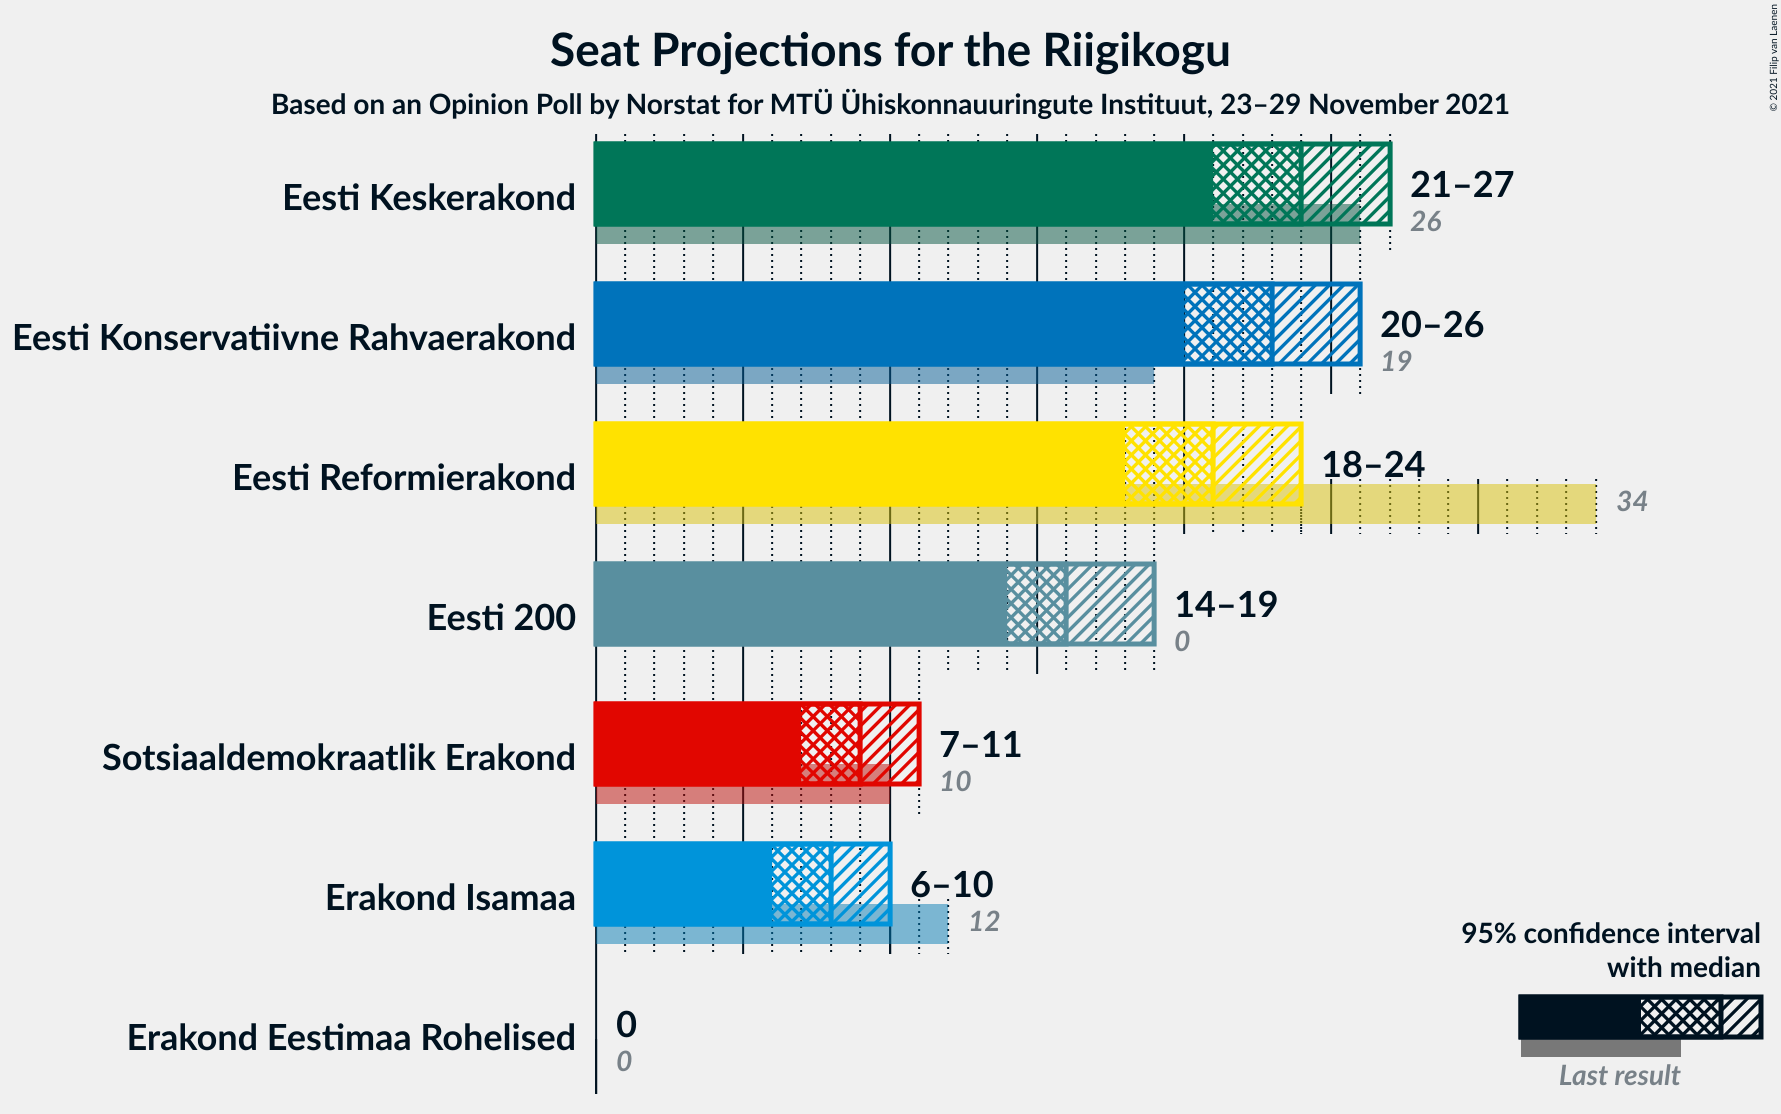 Seat Projections for the Riigikogu
Based on an Opinion Poll by Norstat for MTÜ Ühiskonnauuringute Instituut, 23–29 November 2021
© 2021 Filip van Laenen
Eesti Keskerakond
21–27
26
Eesti Konservatiivne Rahvaerakond
20–26
19
Eesti Reformierakond
18–24
34
Eesti 200
14–19
0
Sotsiaaldemokraatlik Erakond
7–11
10
Erakond Isamaa
6–10
12
Erakond Eestimaa Rohelised
0
0
95% confidence interval
with median
Last result